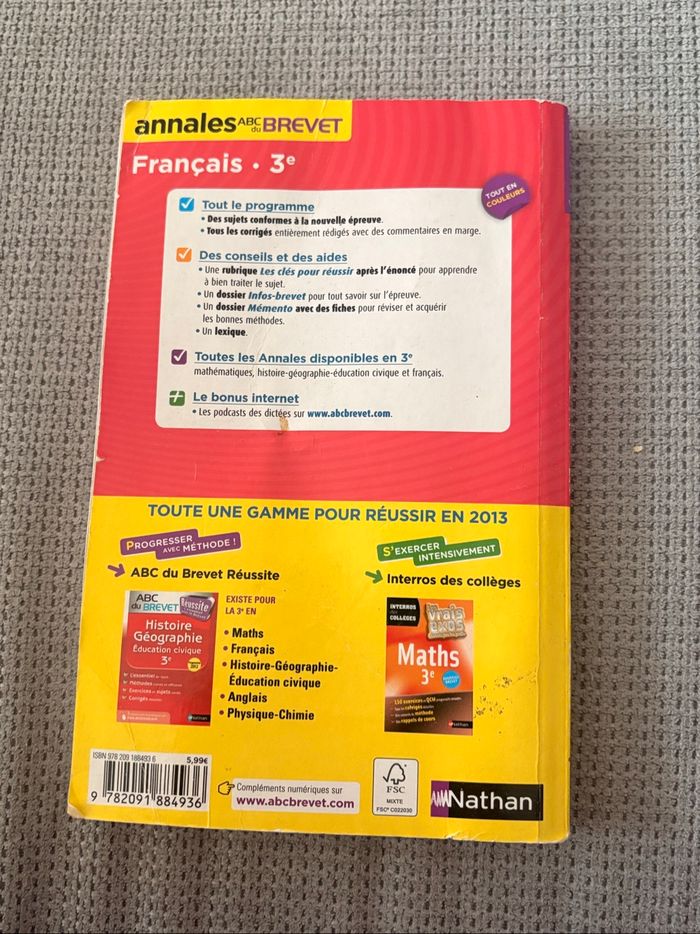 annales ABC du BREVET
Français • 3e
TOUT EN COULEURS
Tout le programme
• Des sujets conformes à la nouvelle épreuve.
• Tous les corrigés entièrement rédigés avec des commentaires en marge.
Des conseils et des aides
• Une rubrique Les clés pour réussir après l'énoncé pour apprendre
à bien traiter le sujet.
• Un dossier Infos-brevet pour tout savoir sur l'épreuve.
• Un dossier Mémento avec des fiches pour réviser et acquérir
les bonnes méthodes.
• Un lexique.
Toutes les Annales disponibles en 3e
mathématiques, histoire-géographie-éducation civique et français.
Le bonus internet
• Les podcasts des dictées sur www.abcbrevet.com.
TOUTE UNE GAMME POUR RÉUSSIR EN 2013
PROGRESSER
AVEC MÉTHODE !
ABC du Brevet Réussite
ABC
du BREVET
Réussite
Histoire
Géographie
Éducation civique
3e
Nathan
EXISTE POUR
LA 3e EN
• Maths
• Français
• Histoire-Géographie-
Éducation civique
• Anglais
• Physique-Chimie
S'EXERCER
INTENSIVEMENT
Interros des collèges
INTERROS
des
COLLÈGES
vrais
exos
Maths
3e
Nathan
ISBN 978 209 188493 6
5,99€
9 782091 884936
Compléments numériques sur
www.abcbrevet.com
FSC
MIXTE
FSC® C022030
Nathan